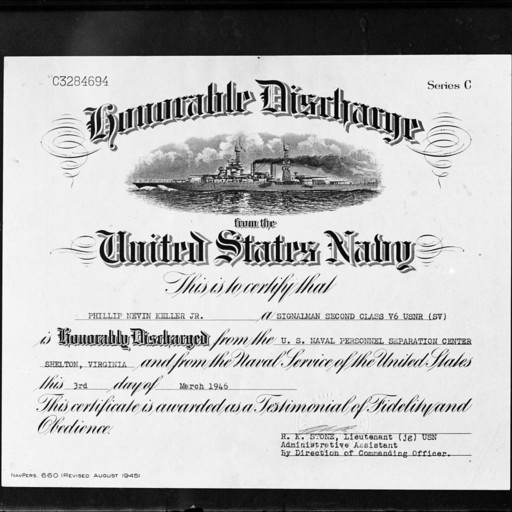 C3284694
Series C
Honorable Discharge
from the
United States Navy
This is to certify that
PHILLIP NEVIN KELLER JR. a SIGNALMAN SECOND CLASS V6 USNR (SV)
is Honorably Discharged from the U. S. NAVAL PERSONNEL SEPARATION CENTER
SHELTON, VIRGINIA and from the Naval Service of the United States
this 3rd day of March 1946
This certificate is awarded as a Testimonial of Fidelity and
Obedience.
R. K. STONE, Lieutenant (jg) USN
Administrative Assistant
By Direction of Commanding Officer.
NAVPERS. 660 (REVISED AUGUST 1945)